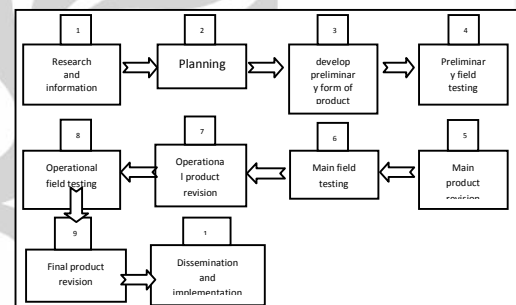 1
Research
and
information
2
Planning
3
develop
preliminar
y form of
product
4
Preliminar
y field
testing
8
Operational
field testing
7
Operationa
l product
revision
6
Main field
testing
5
Main
product
revision
9
Final product
revision
1
Dissemination
and
implementation